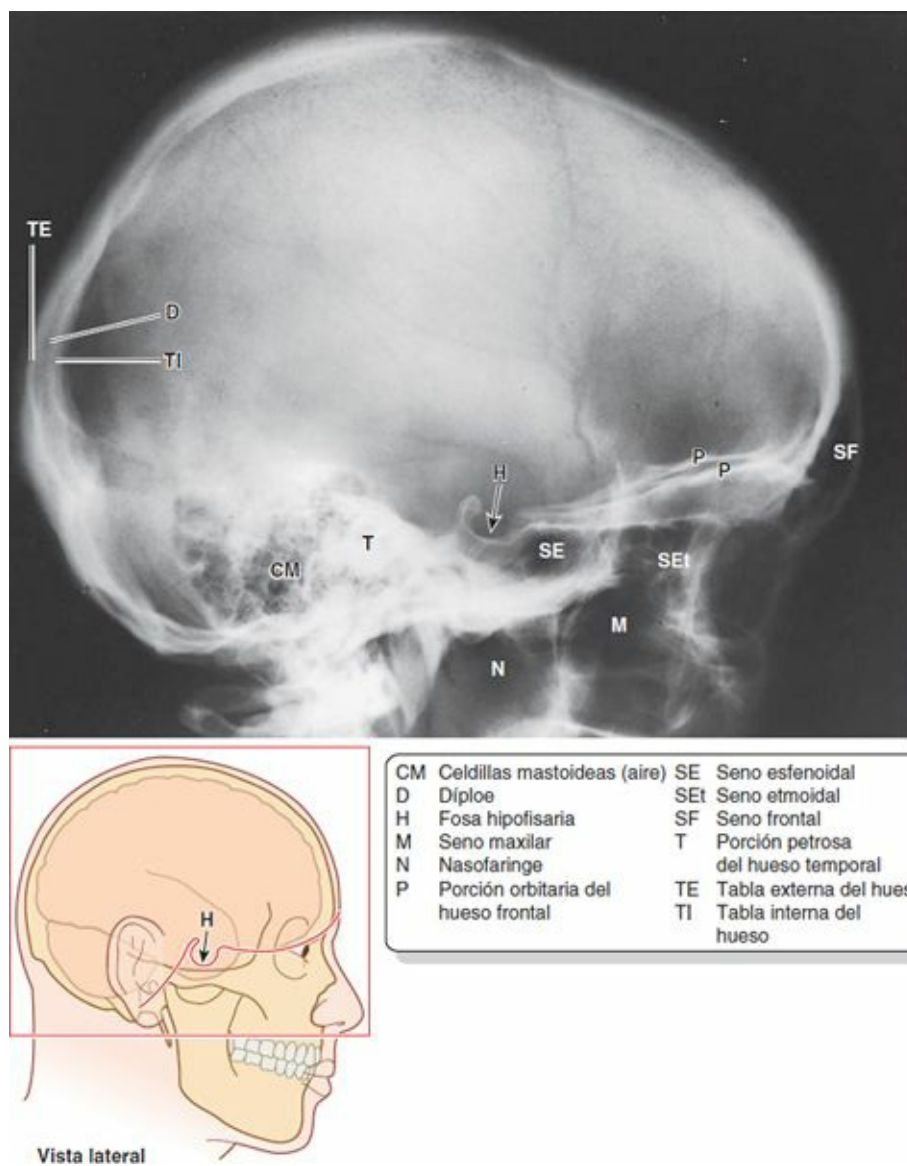 TE
D
TI
H
P
P
SF
T
SE
SEt
CM
M
N
H
Vista lateral
CM Celdillas mastoideas (aire)
D Díploe
H Fosa hipofisaria
M Seno maxilar
N Nasofaringe
P Porción orbitaria del
hueso frontal
SE Seno esfenoidal
SEt Seno etmoidal
SF Seno frontal
T Porción petrosa
del hueso temporal
TE Tabla externa del hues
TI Tabla interna del
hueso